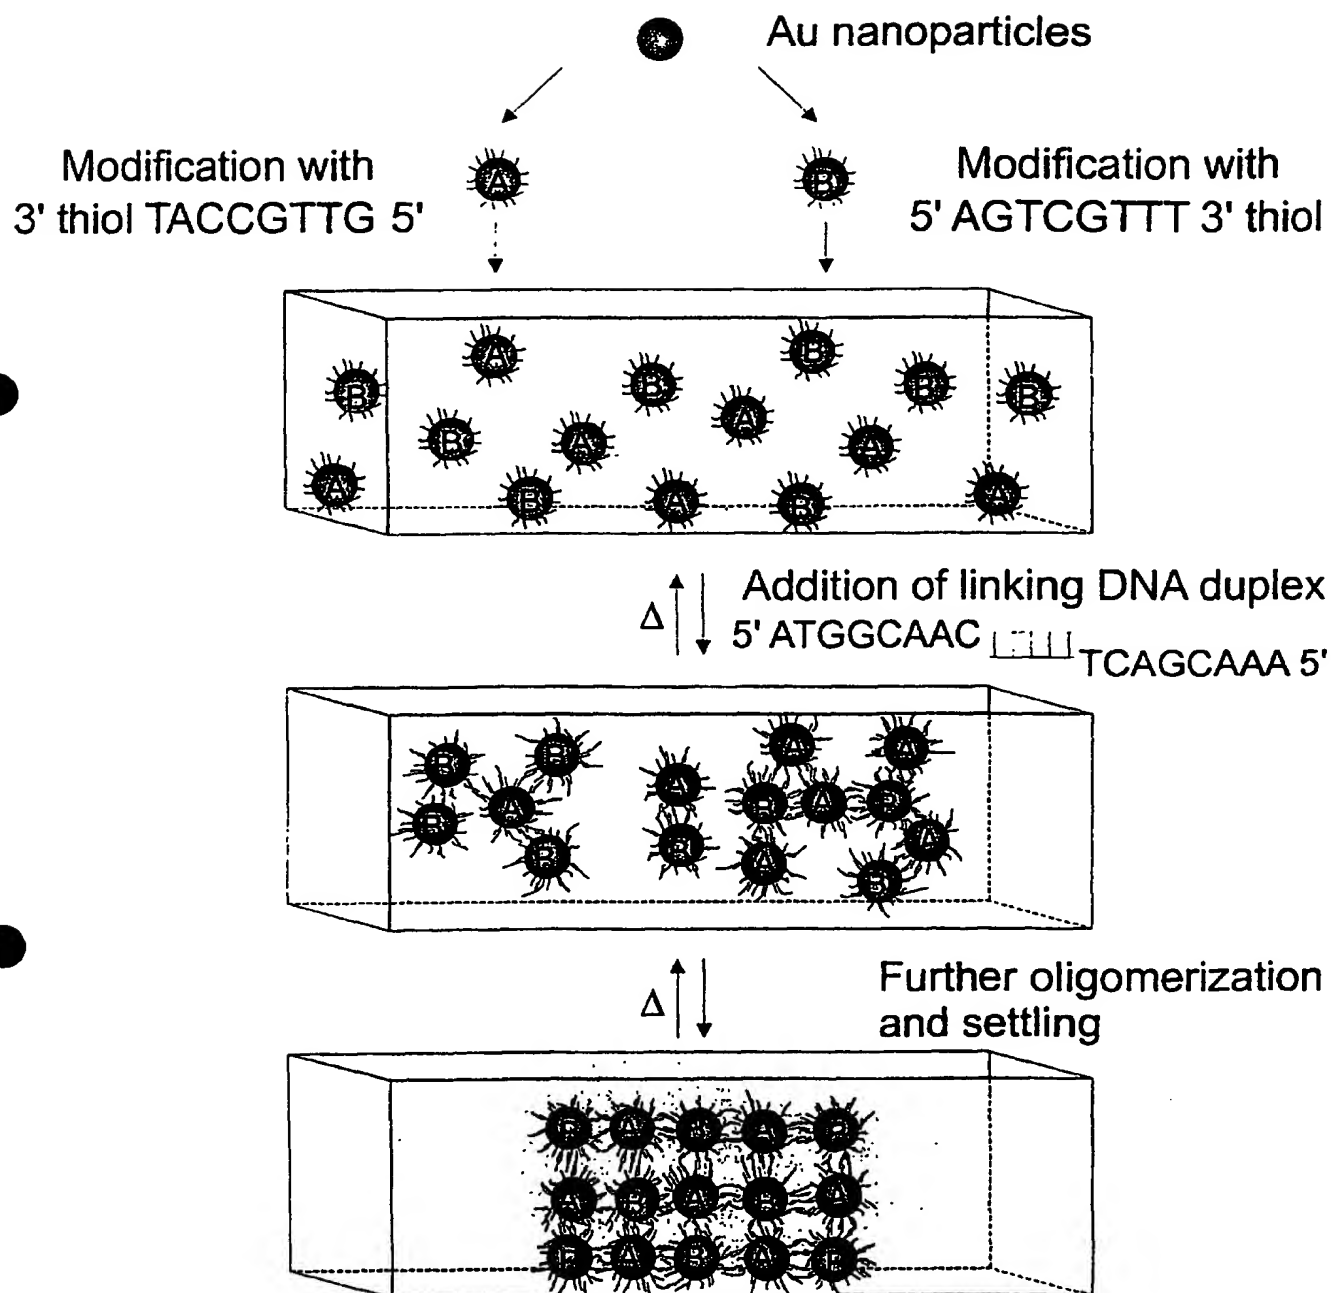 Au nanoparticles
Modification with
3' thiol TACCGTTG 5'
A
B
Modification with
5' AGTCGTTT 3' thiol
A
B
B
B
B
B
A
B
A
A
A
B
A
B
A
Δ
Addition of linking DNA duplex
5' ATGGCAAC
TCAGCAAA 5'
B
B
A
A
A
B
A
B
A
B
B
B
A
A
B
Δ
Further oligomerization
and settling
B A B A B
A B A B A
B A B A B